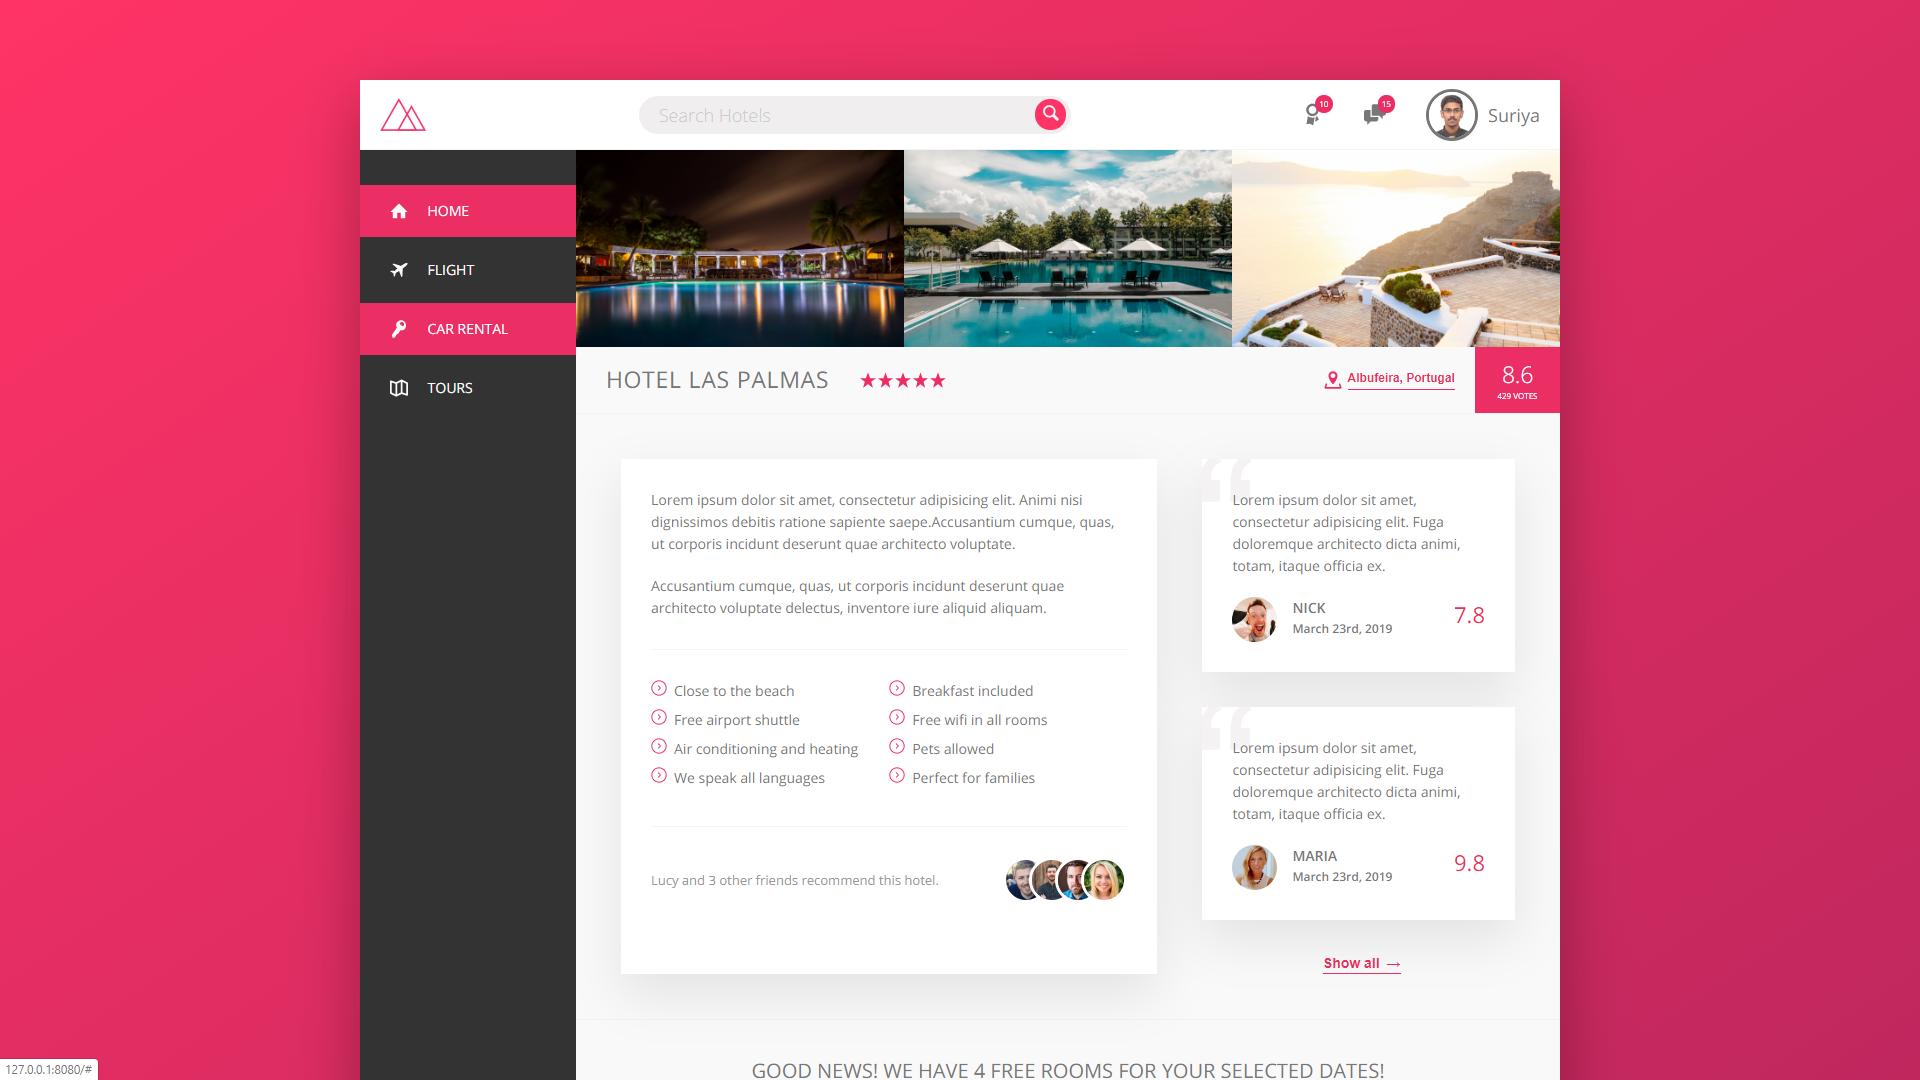 Search Hotels
10
15
Suriya
HOME
FLIGHT
CAR RENTAL
TOURS
HOTEL LAS PALMAS
Albufeira, Portugal
8.6
429 VOTES
Lorem ipsum dolor sit amet, consectetur adipisicing elit. Animi nisi
dignissimos debitis ratione sapiente saepe.Accusantium cumque, quas,
ut corporis incidunt deserunt quae architecto voluptate.
Accusantium cumque, quas, ut corporis incidunt deserunt quae
architecto voluptate delectus, inventore iure aliquid aliquam.
Close to the beach
Breakfast included
Free airport shuttle
Free wifi in all rooms
Air conditioning and heating
Pets allowed
We speak all languages
Perfect for families
Lucy and 3 other friends recommend this hotel.
“
Lorem ipsum dolor sit amet,
consectetur adipisicing elit. Fuga
doloremque architecto dicta animi,
totam, itaque officia ex.
NICK
March 23rd, 2019
7.8
“
Lorem ipsum dolor sit amet,
consectetur adipisicing elit. Fuga
doloremque architecto dicta animi,
totam, itaque officia ex.
MARIA
March 23rd, 2019
9.8
Show all →
GOOD NEWS! WE HAVE 4 FREE ROOMS FOR YOUR SELECTED DATES!
127.0.0.1:8080/#